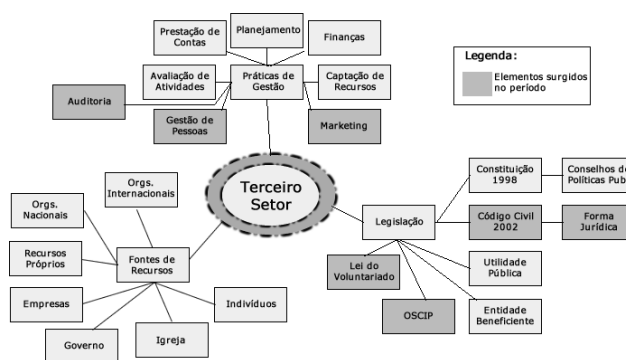 Prestação de
Contas
Planejamento
Finanças
Avaliação de
Atividades
Práticas de
Gestão
Captação de
Recursos
Auditoria
Gestão de
Pessoas
Marketing
Legenda:
Elementos surgidos
no período
Terceiro
Setor
Orgs.
Nacionais
Orgs.
Internacionais
Recursos
Próprios
Fontes de
Recursos
Empresas
Indivíduos
Governo
Igreja
Legislação
Constituição
1998
Conselhos de
Políticas Publ
Código Civil
2002
Forma
Jurídica
Lei do
Voluntariado
Utilidade
Pública
OSCIP
Entidade
Beneficiente